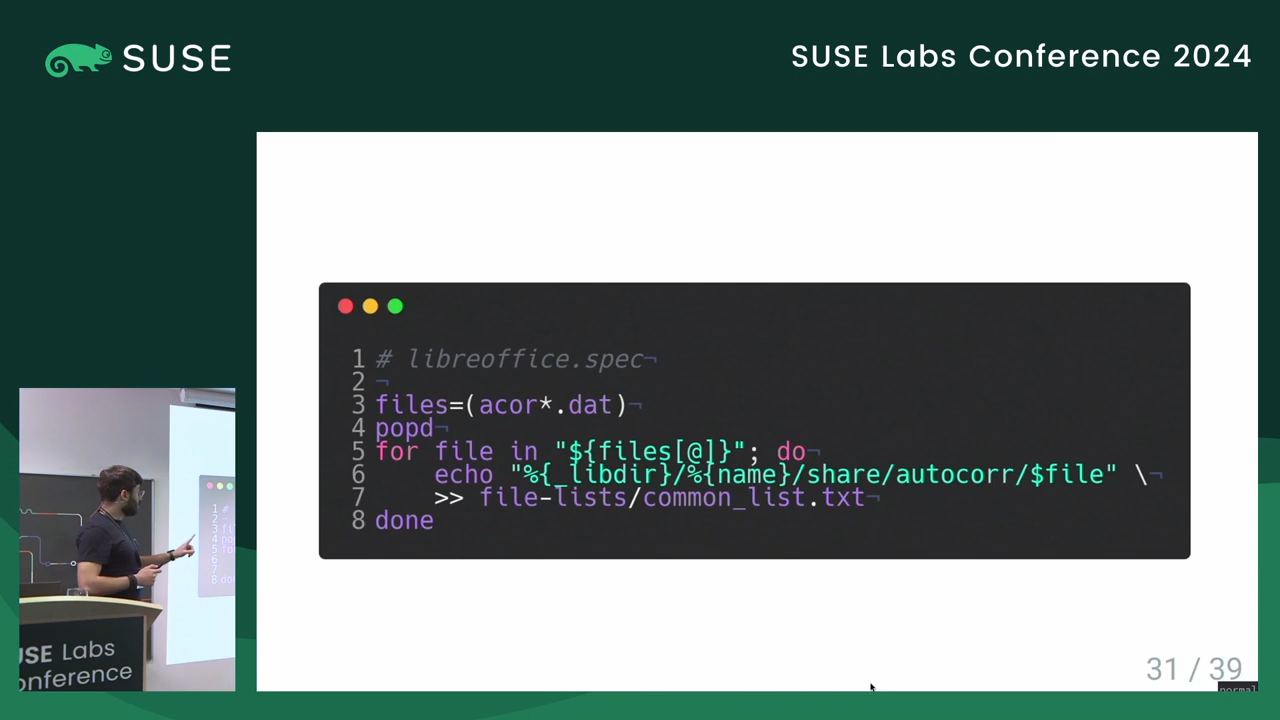 SUSE
SUSE Labs Conference 2024
1 # libreoffice.spec¬
2 ¬
3 files=(acor*.dat)¬
4 popd¬
5 for file in "${files[@]}"; do¬
6     echo "%{_libdir}/%{name}/share/autocorr/$file" \¬
7     >> file-lists/common_list.txt¬
8 done
31 / 39
normal
USE Labs
onference